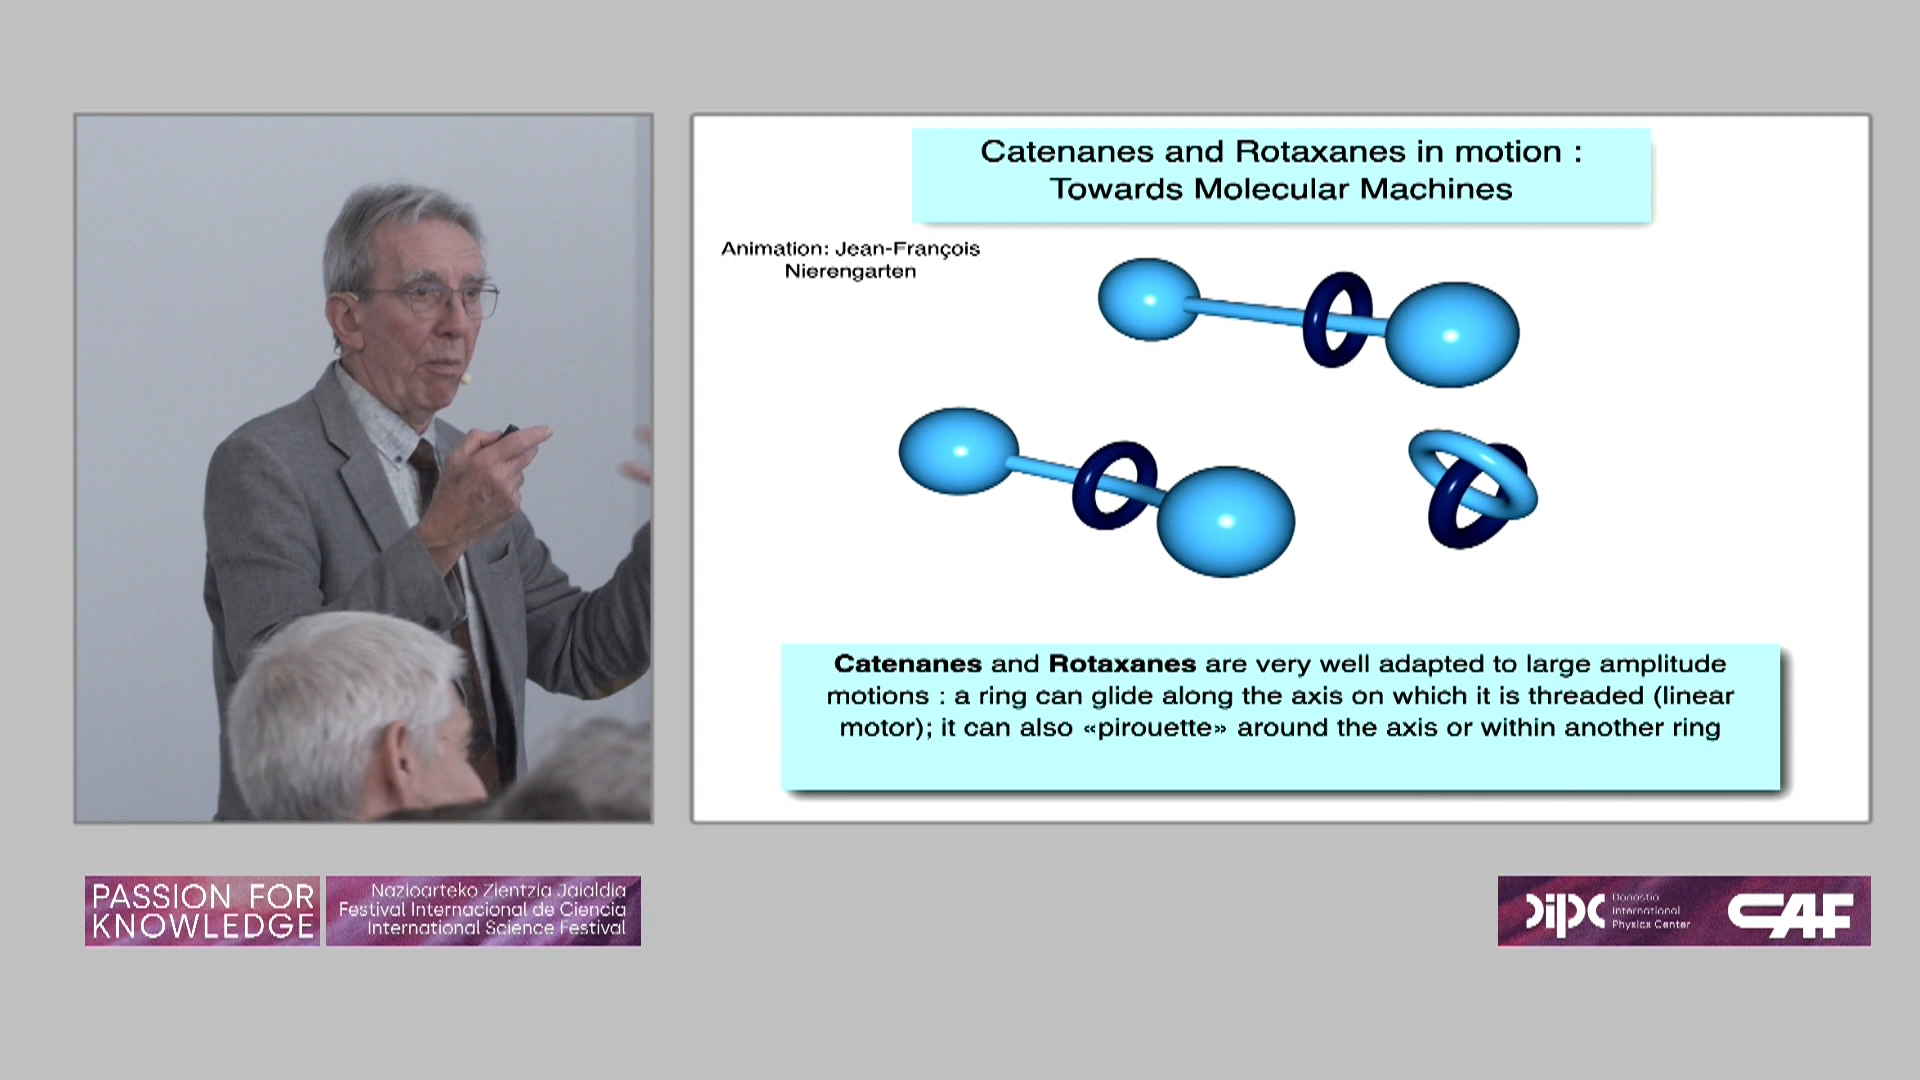 Catenanes and Rotaxanes in motion :
Towards Molecular Machines
Animation: Jean-François
Nierengarten
Catenanes and Rotaxanes are very well adapted to large amplitude
motions : a ring can glide along the axis on which it is threaded (linear
motor); it can also «pirouette» around the axis or within another ring
PASSION FOR
KNOWLEDGE
Nazioarteko Zientzia Jaialdia
Festival Internacional de Ciencia
International Science Festival
dipc
Donostia
International
Physics Center
CAF